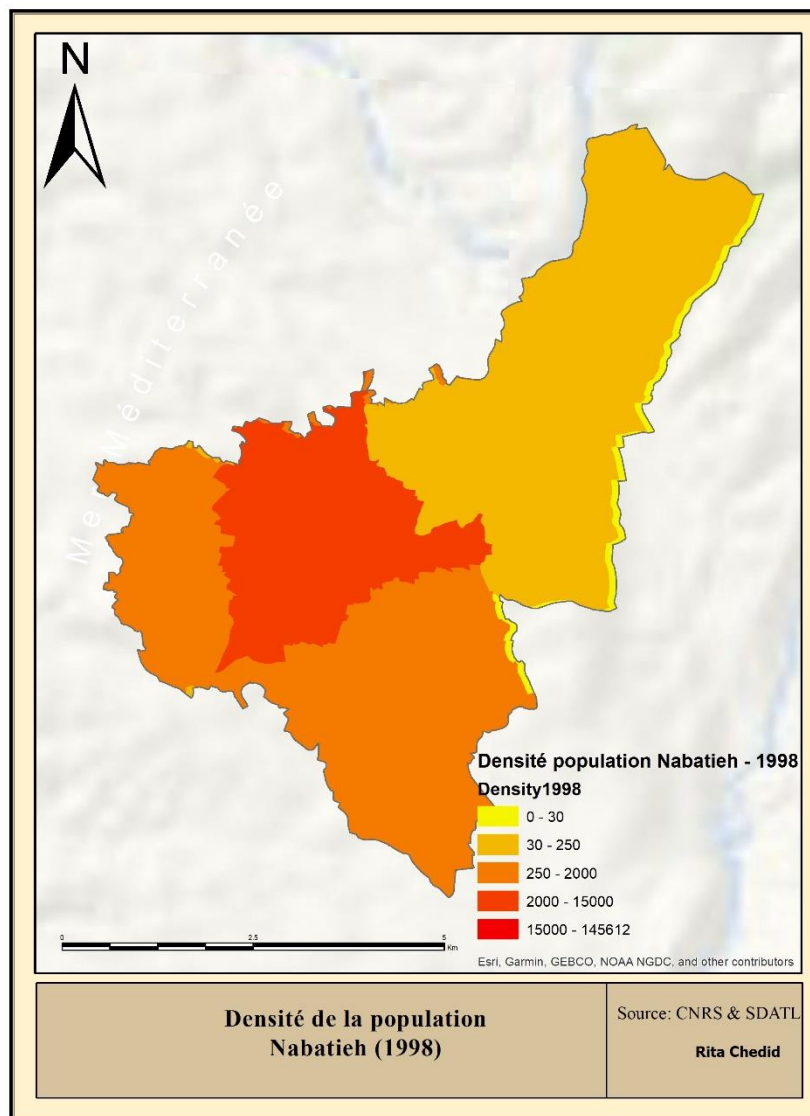 N
Mer Méditerranée
Densité population Nabatieh - 1998
Density1998
0 - 30
30 - 250
250 - 2000
2000 - 15000
15000 - 145612
0 2.5 5
Km
Esri, Garmin, GEBCO, NOAA NGDC, and other contributors
Densité de la population
Nabatieh (1998)
Source: CNRS & SDATL
Rita Chedid